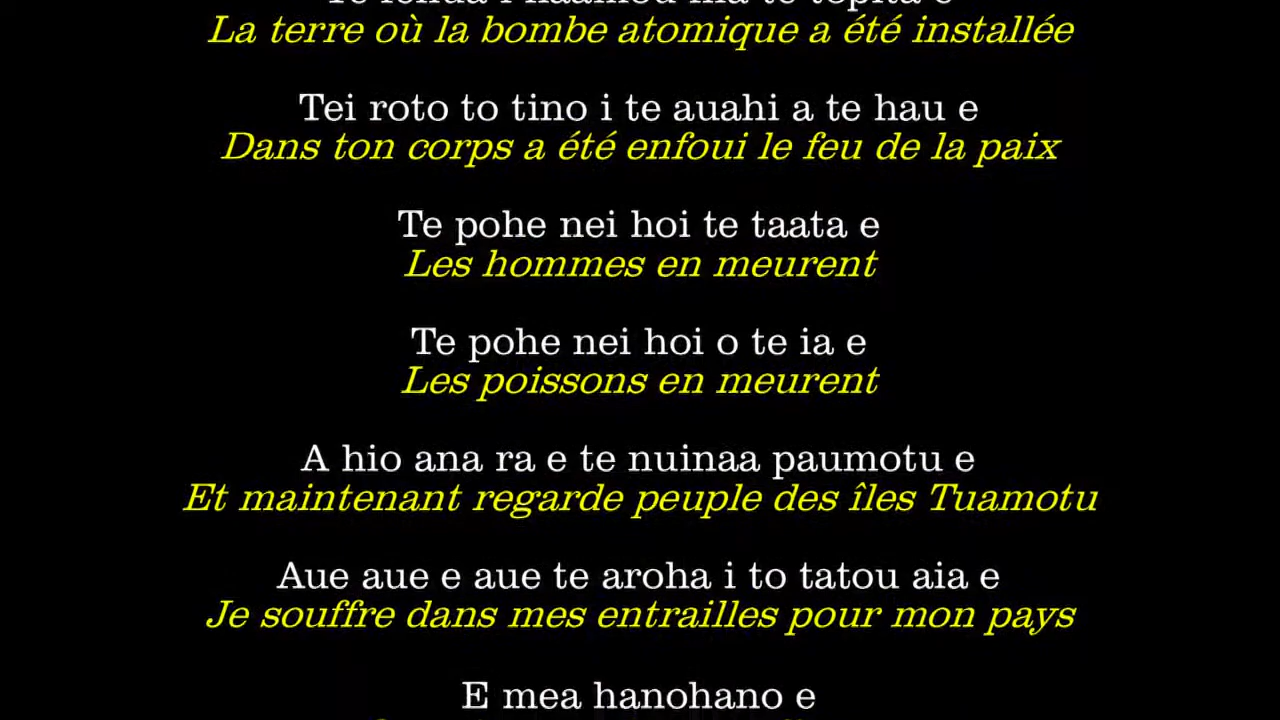 La terre où la bombe atomique a été installée
Tei roto to tino i te auahi a te hau e
Dans ton corps a été enfoui le feu de la paix
Te pohe nei hoi te taata e
Les hommes en meurent
Te pohe nei hoi o te ia e
Les poissons en meurent
A hio ana ra e te nuinaa paumotu e
Et maintenant regarde peuple des îles Tuamotu
Aue aue e aue te aroha i to tatou aia e
Je souffre dans mes entrailles pour mon pays
E mea hanohano e